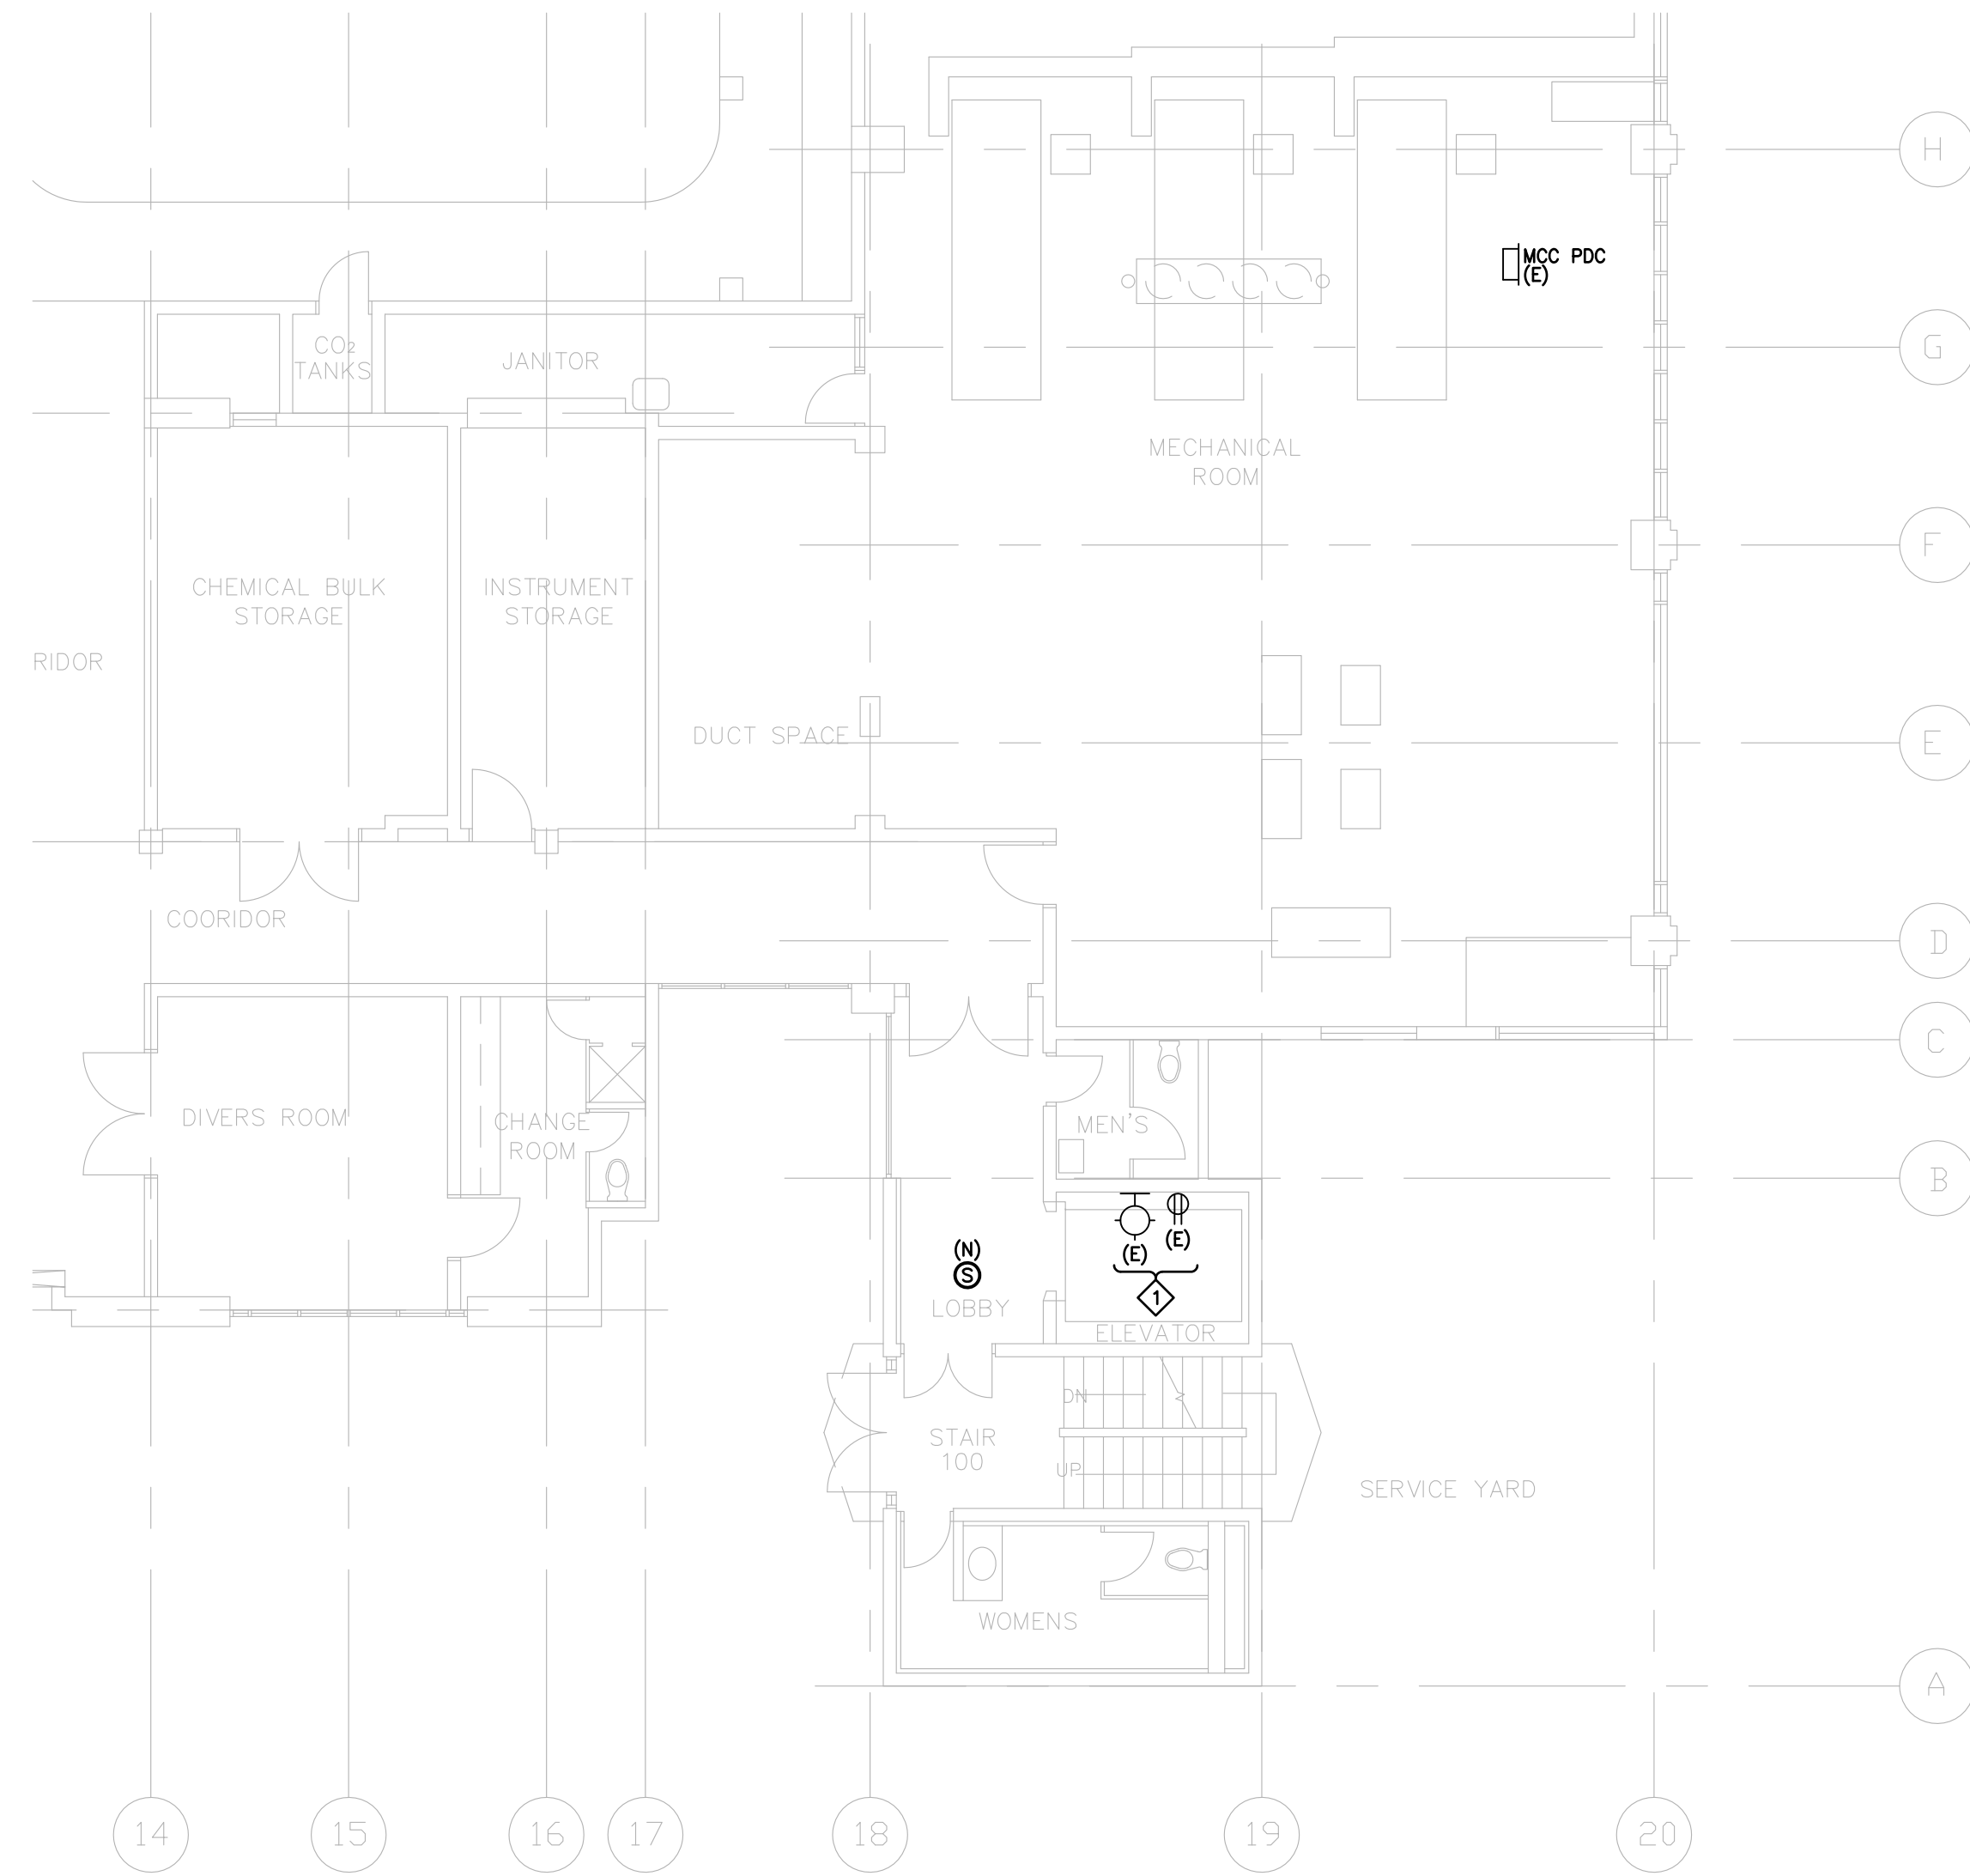 H
MCC PDC
(E)
G
CO2
TANKS
JANITOR
MECHANICAL
ROOM
F
CHEMICAL BULK
STORAGE
INSTRUMENT
STORAGE
RIDOR
DUCT SPACE
E
COORIDOR
D
C
DIVERS ROOM
CHANGE
ROOM
MEN'S
B
(N)
S
(E)
(E)
1
LOBBY
ELEVATOR
DN
STAIR
100
UP
SERVICE YARD
WOMENS
A
14
15
16
17
18
19
20